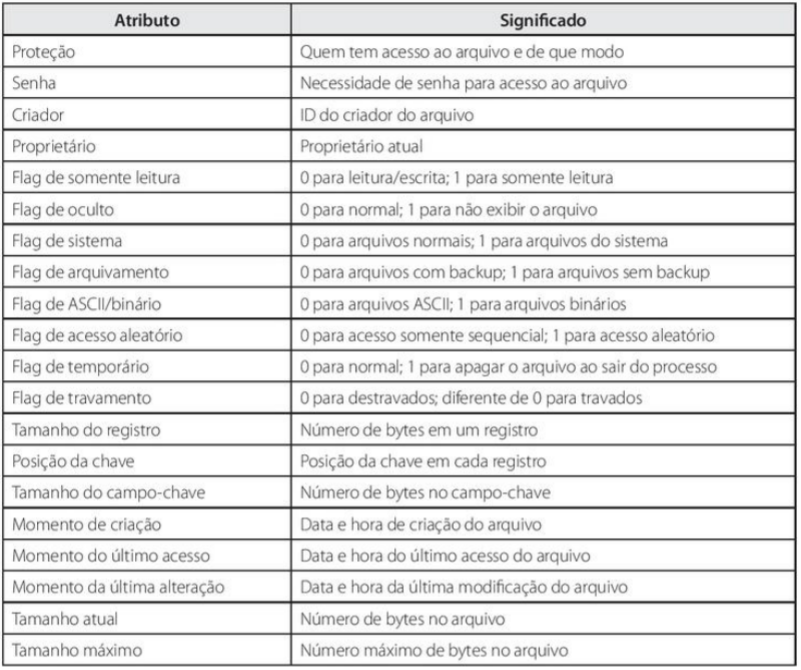 Atributo Significado
Proteção Quem tem acesso ao arquivo e de que modo
Senha Necessidade de senha para acesso ao arquivo
Criador ID do criador do arquivo
Proprietário Proprietário atual
Flag de somente leitura 0 para leitura/escrita; 1 para somente leitura
Flag de oculto 0 para normal; 1 para não exibir o arquivo
Flag de sistema 0 para arquivos normais; 1 para arquivos do sistema
Flag de arquivamento 0 para arquivos com backup; 1 para arquivos sem backup
Flag de ASCII/binário 0 para arquivos ASCII; 1 para arquivos binários
Flag de acesso aleatório 0 para acesso somente sequencial; 1 para acesso aleatório
Flag de temporário 0 para normal; 1 para apagar o arquivo ao sair do processo
Flag de travamento 0 para destravados; diferente de 0 para travados
Tamanho do registro Número de bytes em um registro
Posição da chave Posição da chave em cada registro
Tamanho do campo-chave Número de bytes no campo-chave
Momento de criação Data e hora de criação do arquivo
Momento do último acesso Data e hora do último acesso do arquivo
Momento da última alteração Data e hora da última modificação do arquivo
Tamanho atual Número de bytes no arquivo
Tamanho máximo Número máximo de bytes no arquivo